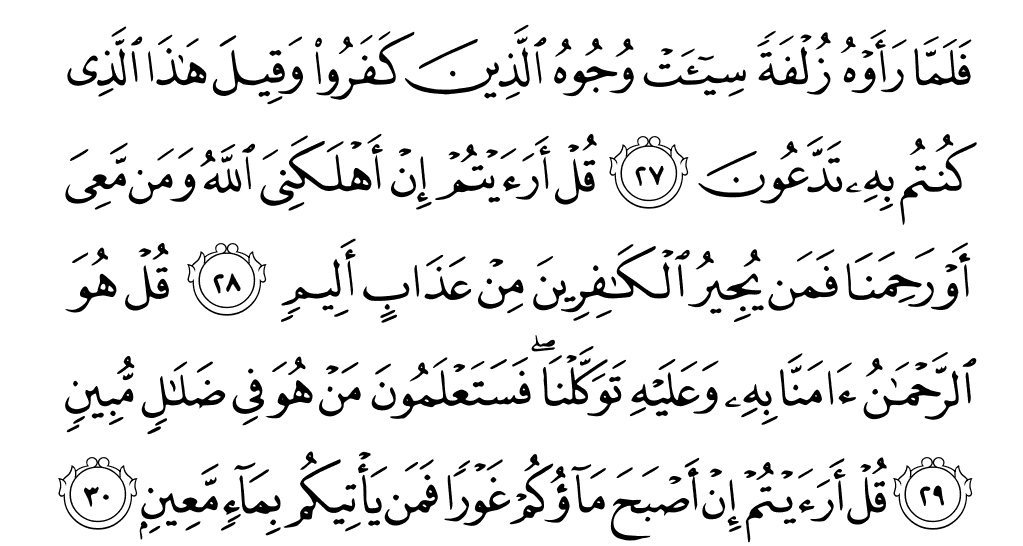 فَلَمَّا رَأَوۡهُ زُلۡفَةٗ سِيٓـَٔتۡ وُجُوهُ ٱلَّذِينَ كَفَرُواْ وَقِيلَ هَٰذَا ٱلَّذِى
كُنتُم بِهِۦ تَدَّعُونَ ٢٧ قُلۡ أَرَءَيۡتُمۡ إِنۡ أَهۡلَكَنِىَ ٱللَّهُ وَمَن مَّعِىَ
أَوۡ رَحِمَنَا فَمَن يُجِيرُ ٱلۡكَٰفِرِينَ مِنۡ عَذَابٍ أَلِيمٖ ٢٨ قُلۡ هُوَ
ٱلرَّحۡمَٰنُ ءَامَنَّا بِهِۦ وَعَلَيۡهِ تَوَكَّلۡنَاۖ فَسَتَعۡلَمُونَ مَنۡ هُوَ فِى ضَلَٰلٖ مُّبِينٖ
٢٩ قُلۡ أَرَءَيۡتُمۡ إِنۡ أَصۡبَحَ مَآؤُكُمۡ غَوۡرٗا فَمَن يَأۡتِيكُم بِمَآءٖ مَّعِينِۭ ٣٠